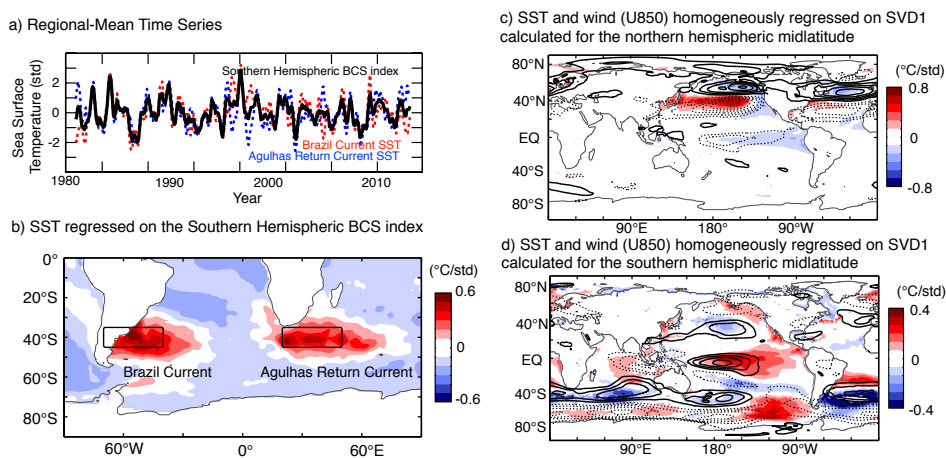 a) Regional-Mean Time Series
Sea Surface
Temperature (std)
2
0
-2
Southern Hemispheric BCS index
Brazil Current SST
Agulhas Return Current SST
1980 1990 2000 2010
Year
b) SST regressed on the Southern Hemispheric BCS index
(°C/std)
0°
20°S
40°S
60°S
80°S
Brazil Current
Agulhas Return Current
60°W 0°E 60°E
0.6
0
-0.6
c) SST and wind (U850) homogeneously regressed on SVD1
calculated for the northern hemispheric midlatitude
(°C/std)
80°N
40°N
EQ
40°S
80°S
90°E 180° 90°W
0.8
0
-0.8
d) SST and wind (U850) homogeneously regressed on SVD1
calculated for the southern hemispheric midlatitude
(°C/std)
80°N
40°N
EQ
40°S
80°S
90°E 180° 90°W
0.4
0
-0.4